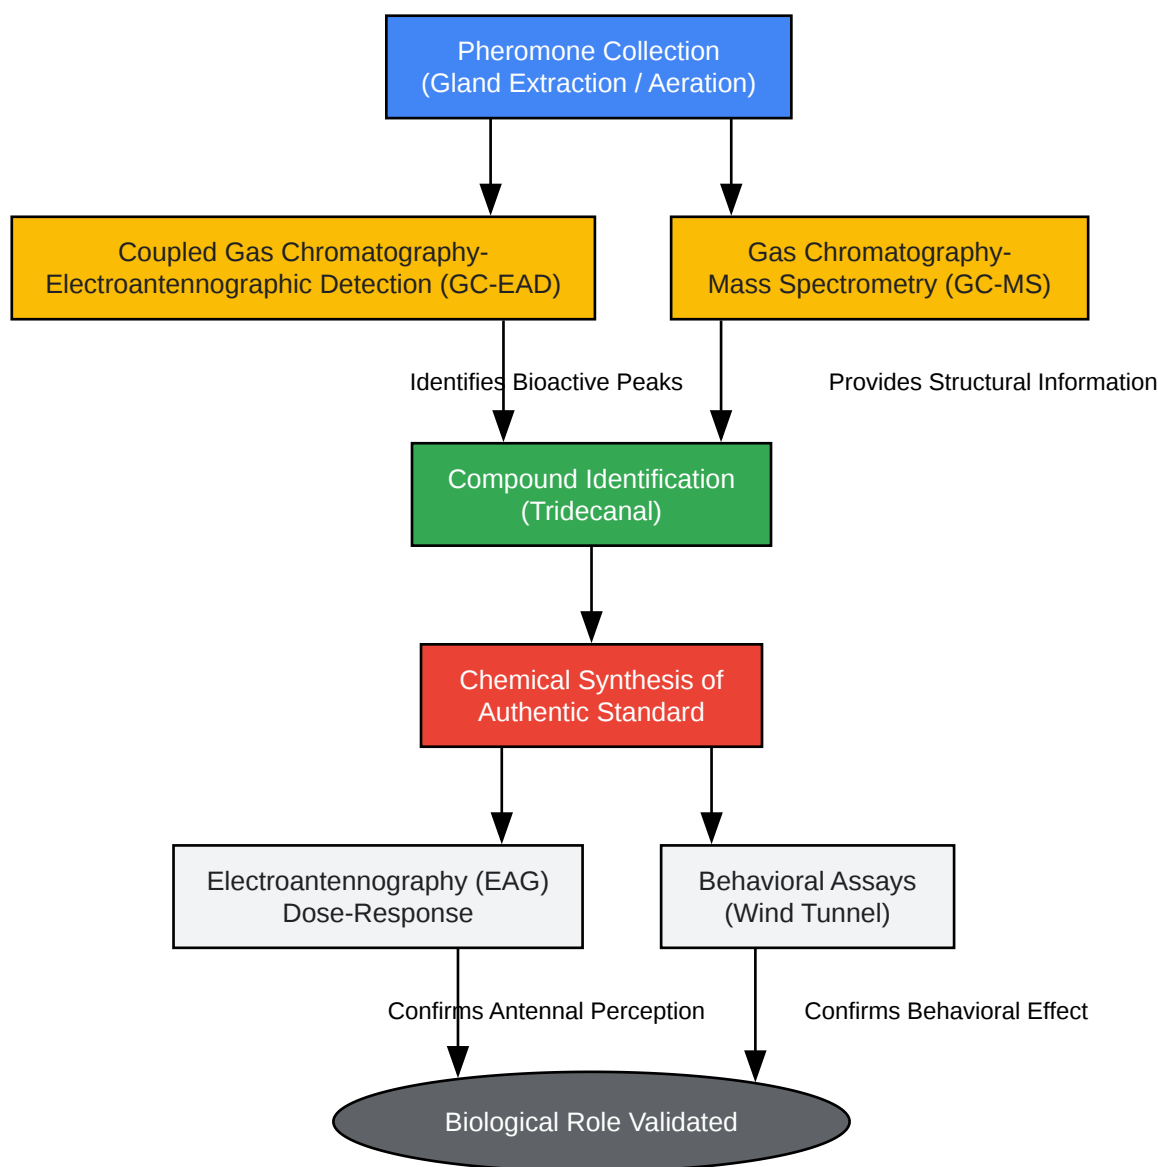 Pheromone Collection
(Gland Extraction / Aeration)
Coupled Gas Chromatography-
Electroantennographic Detection (GC-EAD)
Gas Chromatography-
Mass Spectrometry (GC-MS)
Identifies Bioactive Peaks
Provides Structural Information
Compound Identification
(Tridecanal)
Chemical Synthesis of
Authentic Standard
Electroantennography (EAG)
Dose-Response
Behavioral Assays
(Wind Tunnel)
Confirms Antennal Perception
Confirms Behavioral Effect
Biological Role Validated